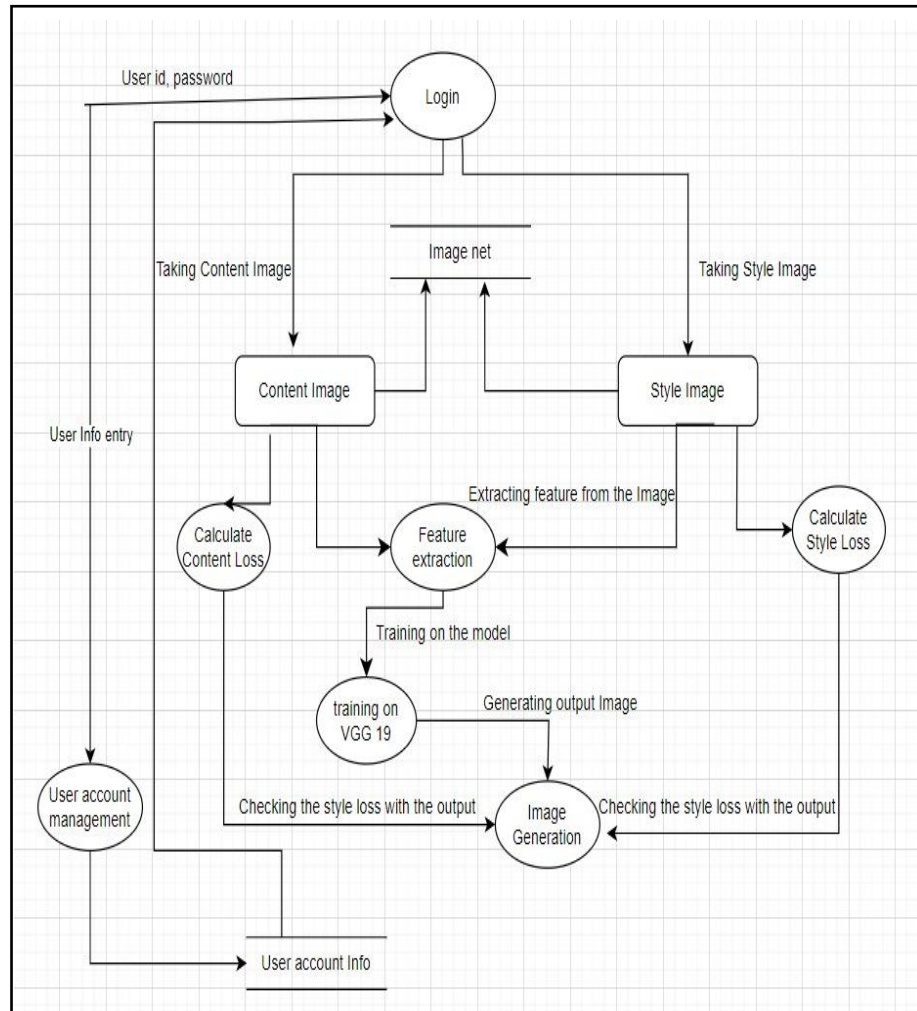 User id, password
Login
Image net
Taking Content Image
Taking Style Image
Content Image
Style Image
User Info entry
Extracting feature from the Image
Calculate
Content Loss
Feature
extraction
Calculate
Style Loss
Training on the model
training on
VGG 19
Generating output Image
User account
management
Checking the style loss with the output
Image
Generation
Checking the style loss with the output
User account Info